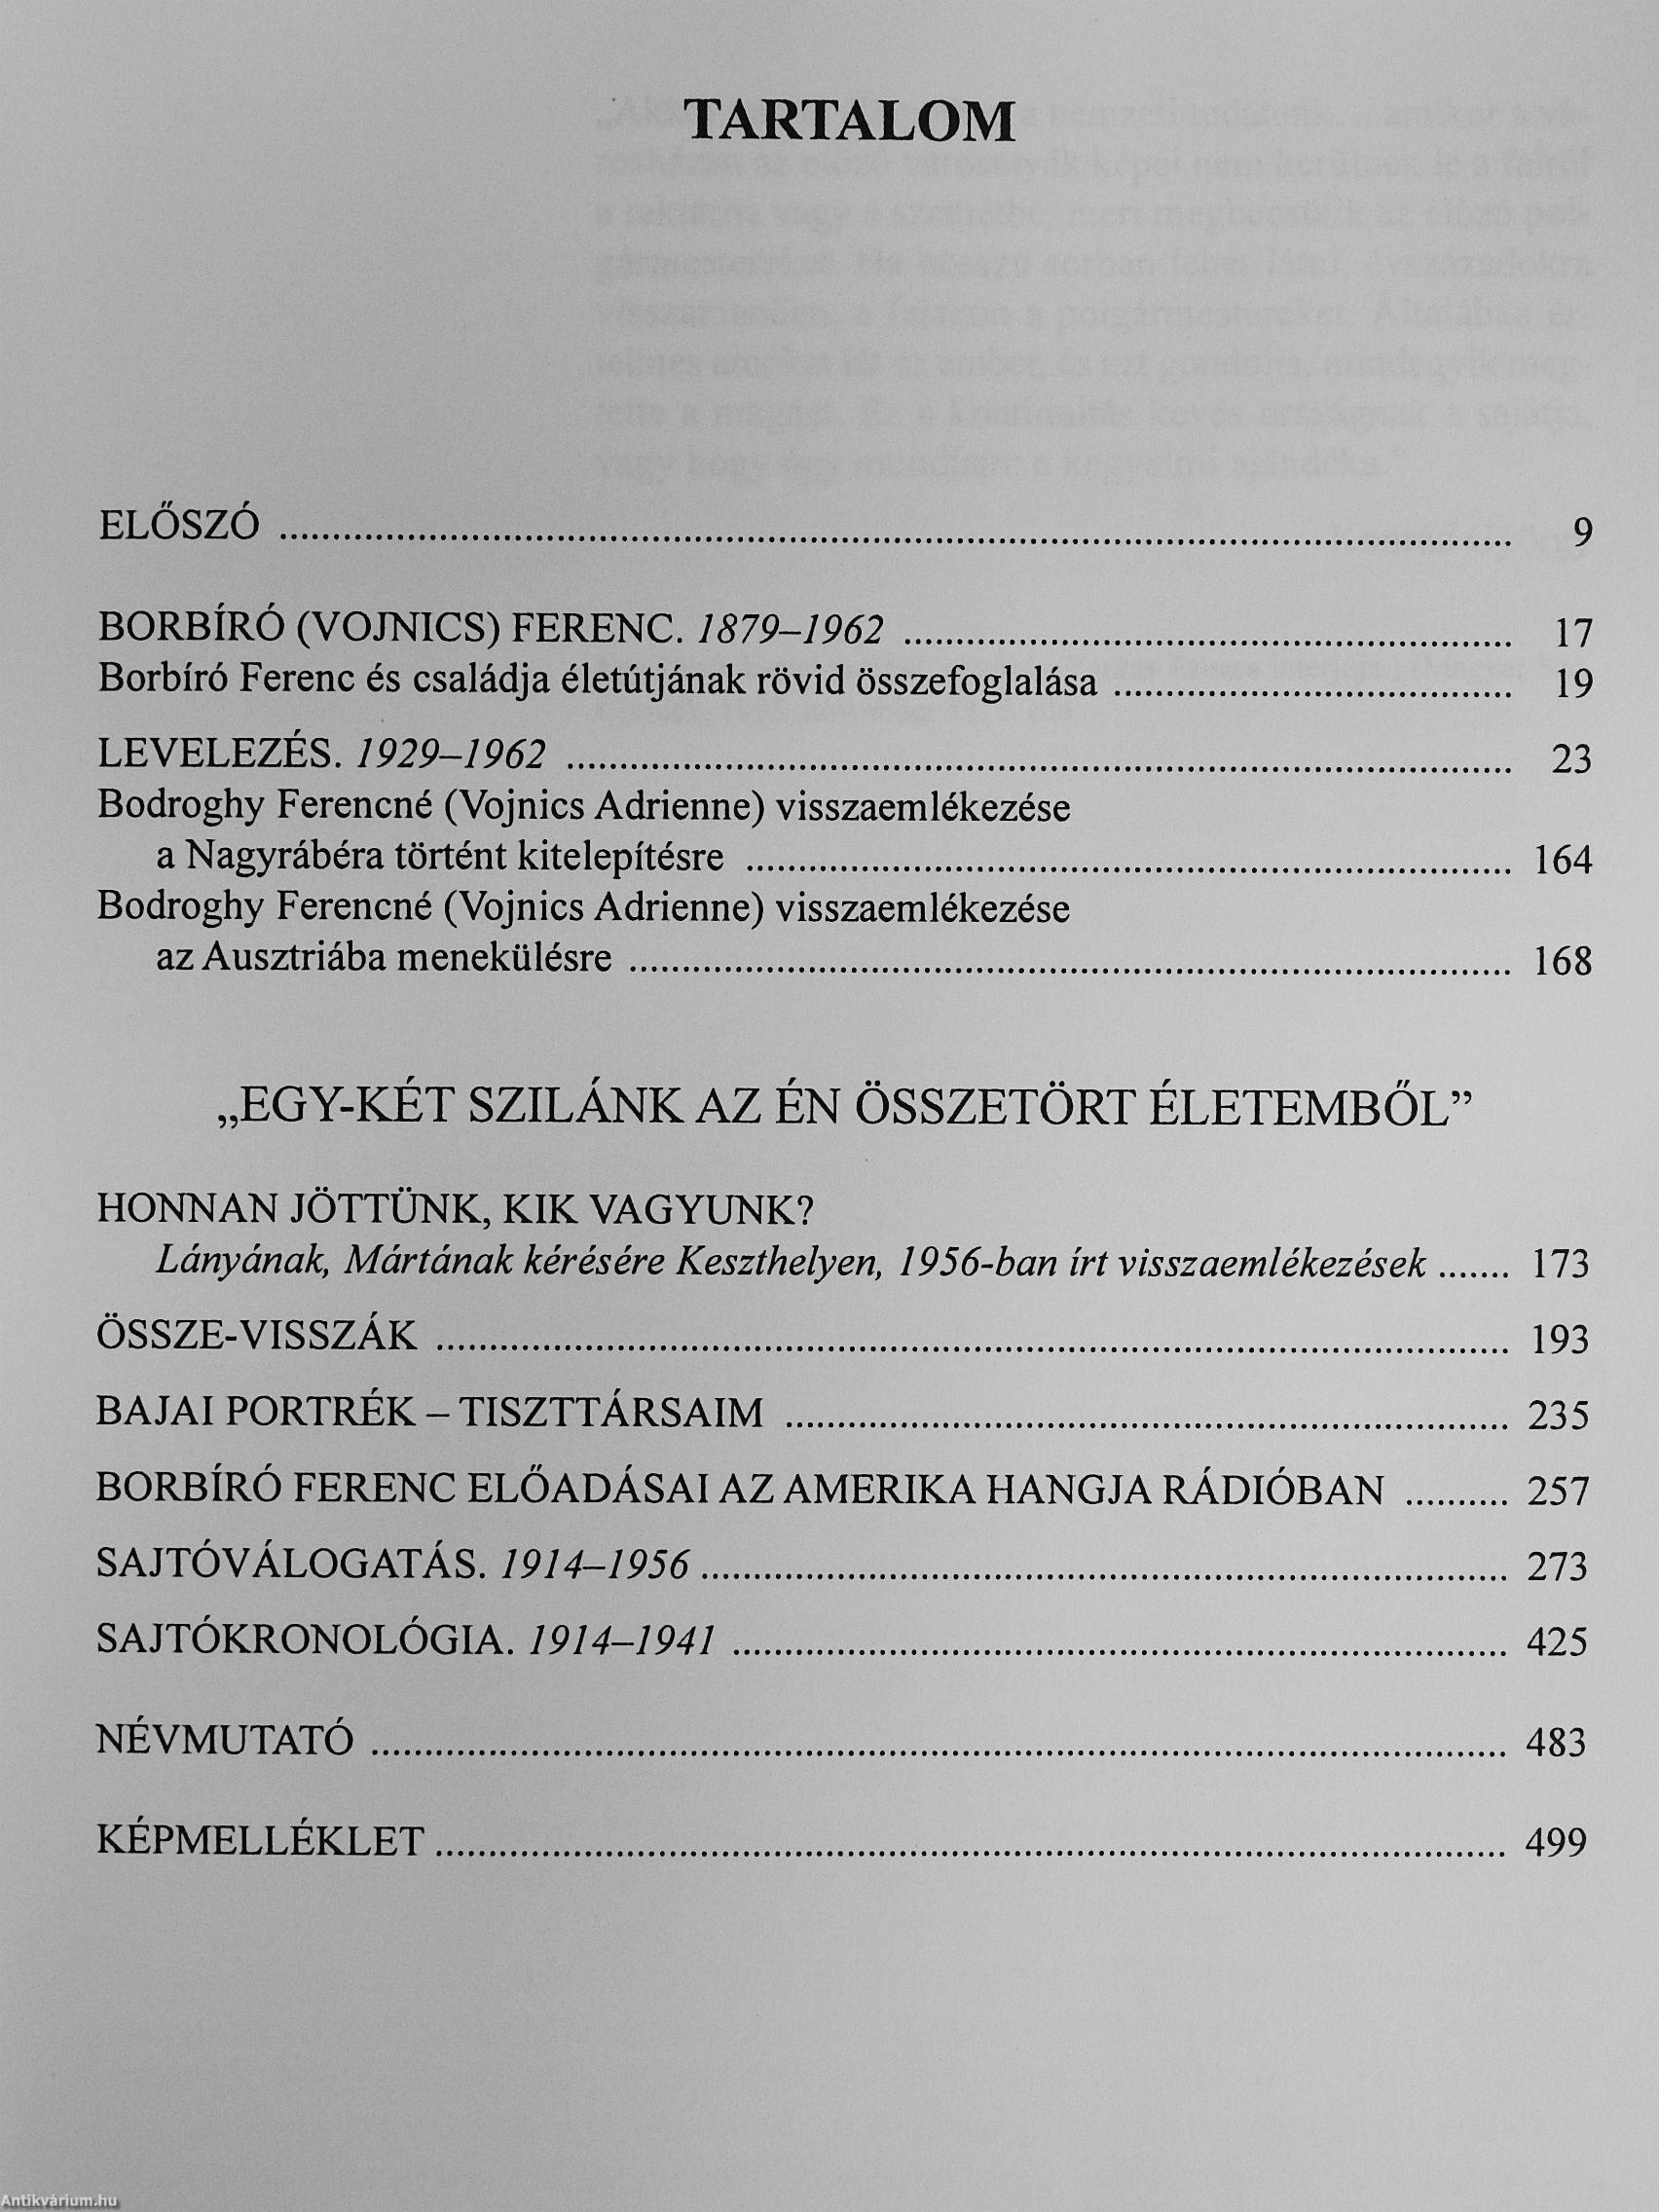 TARTALOM
ELŐSZÓ ........ 9
BORBÍRÓ (VOJNICS) FERENC. 1879–1962 ........ 17
Borbíró Ferenc és családja életútjának rövid összefoglalása ........ 19
LEVELEZÉS. 1929–1962 ........ 23
Bodroghy Ferencné (Vojnics Adrienne) visszaemlékezése
a Nagyrábéra történt kitelepítésre ........ 164
Bodroghy Ferencné (Vojnics Adrienne) visszaemlékezése
az Ausztriába menekülésre ........ 168
„EGY-KÉT SZILÁNK AZ ÉN ÖSSZETÖRT ÉLETEMBŐL”
HONNAN JÖTTÜNK, KIK VAGYUNK?
Lányának, Mártának kérésére Keszthelyen, 1956-ban írt visszaemlékezések ....... 173
ÖSSZE-VISSZÁK ........ 193
BAJAI PORTRÉK – TISZTTÁRSAIM ........ 235
BORBÍRÓ FERENC ELŐADÁSAI AZ AMERIKA HANGJA RÁDIÓBAN .......... 257
SAJTÓVÁLOGATÁS. 1914–1956 ........ 273
SAJTÓKRONOLÓGIA. 1914–1941 ........ 425
NÉVMUTATÓ ........ 483
KÉPMELLÉKLET ........ 499
Antikvárium.hu